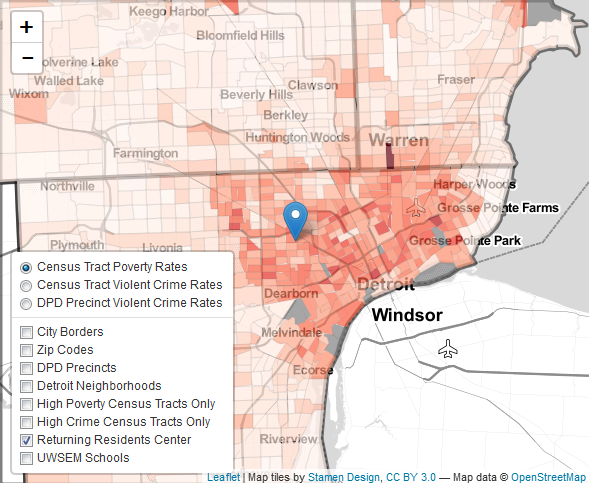 Keego Harbor
+
−
Bloomfield Hills
olverine Lake
Walled Lake
Wixom
Clawson
Fraser
Beverly Hills
Berkley
Huntington Woods
Warren
Farmington
Northville
Harper Woods
Grosse Pointe Farms
Plymouth
Livonia
Grosse Pointe Park
Census Tract Poverty Rates
Census Tract Violent Crime Rates
DPD Precinct Violent Crime Rates
City Borders
Zip Codes
DPD Precincts
Detroit Neighborhoods
High Poverty Census Tracts Only
High Crime Census Tracts Only
Returning Residents Center
UWSEM Schools
Dearborn
Detroit
Windsor
Melvindale
Ecorse
Riverview
Leaflet | Map tiles by Stamen Design, CC BY 3.0 — Map data © OpenStreetMap